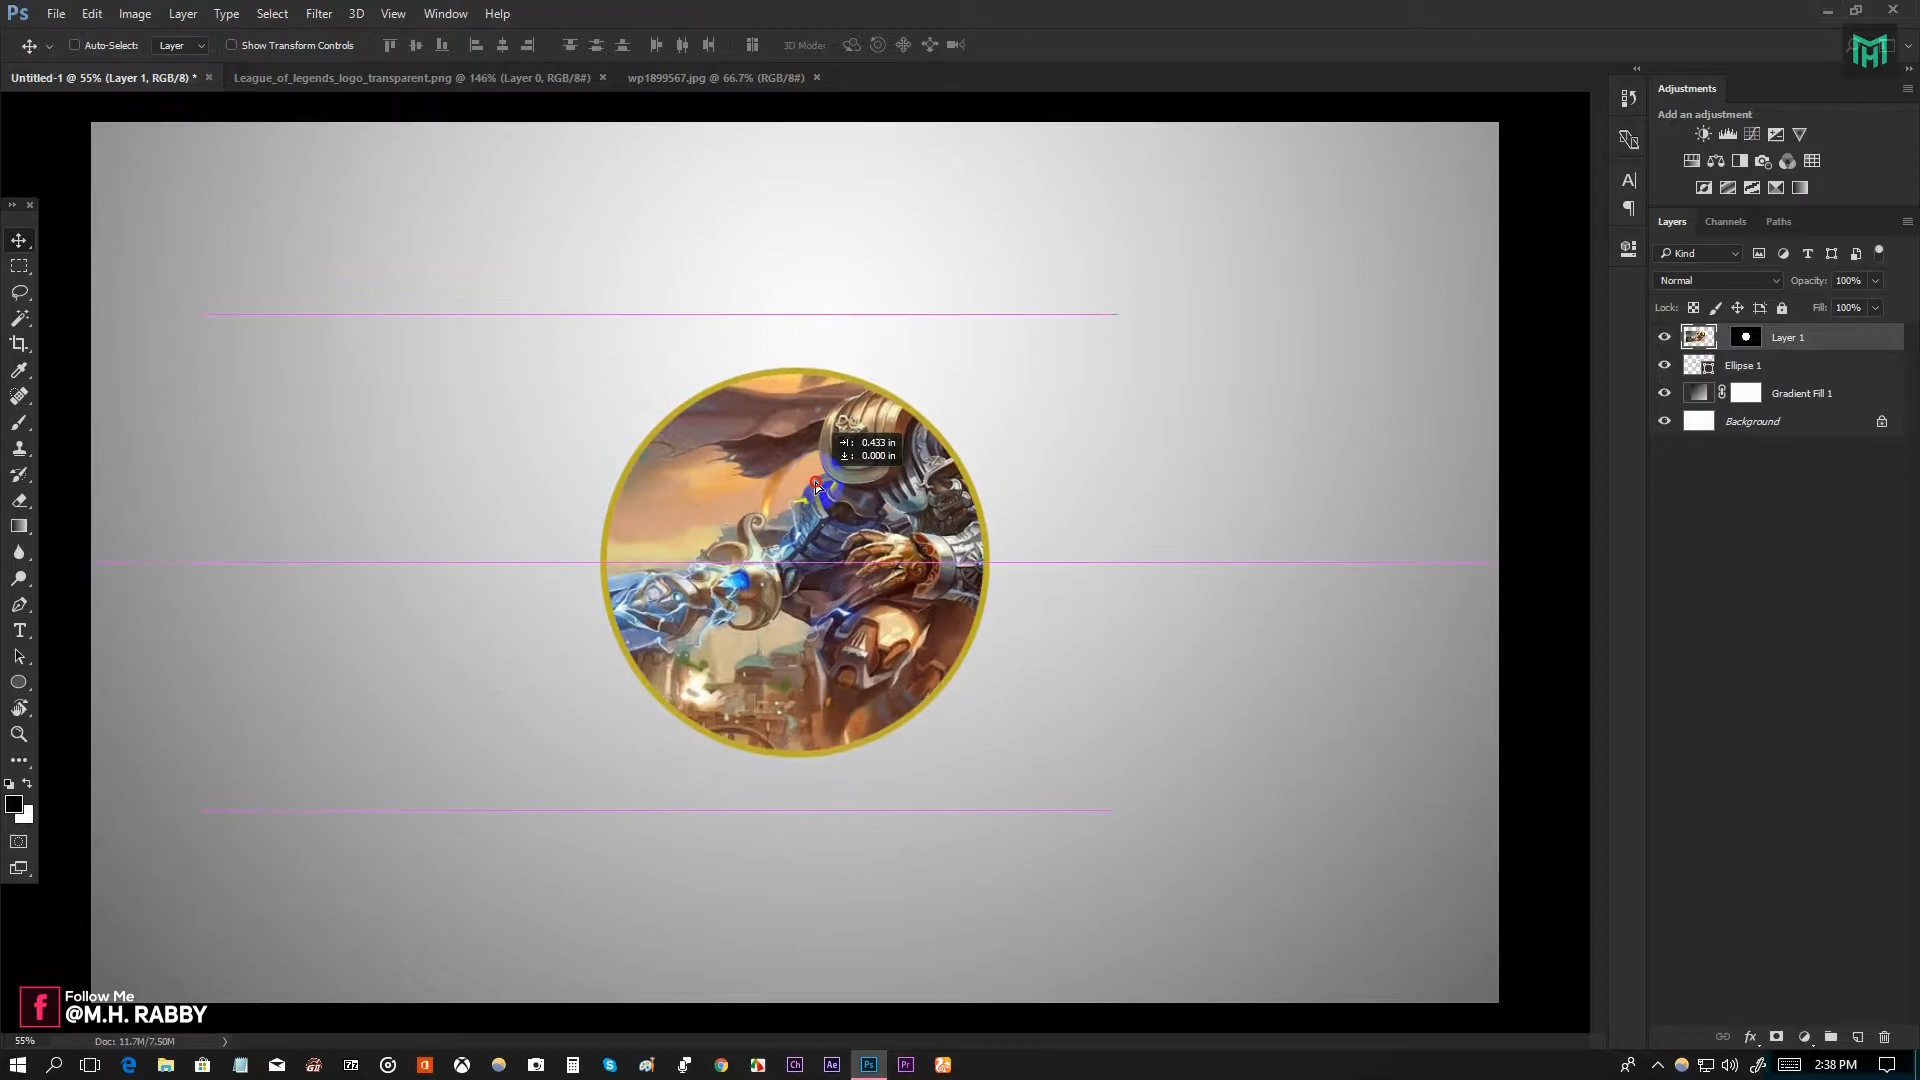 Ps File Edit Image Layer Type Select Filter 3D View Window Help
Auto-Select: Layer Show Transform Controls 3D Mode:
Untitled-1 @ 55% (Layer 1, RGB/8) * × League_of_legends_logo_transparent.png @ 146% (Layer 0, RGB/8#) × wp1899567.jpg @ 66.7% (RGB/8#) ×
Adjustments
Add an adjustment
Layers Channels Paths
Kind
Normal Opacity: 100%
Lock: Fill: 100%
Layer 1
Ellipse 1
Gradient Fill 1
Background
0.433 in
0.000 in
Follow Me
@M.H. RABBY
55% Doc: 11.7M/7.50M
2:38 PM